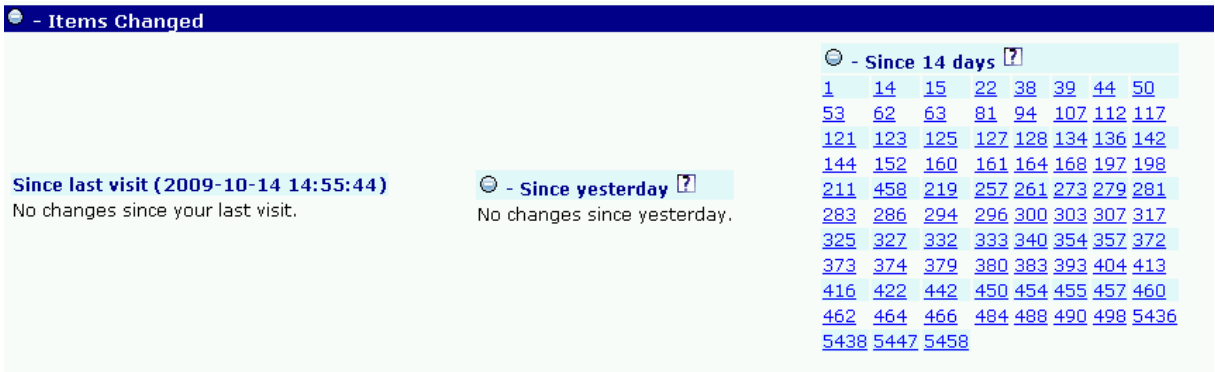 - Items Changed
Since last visit (2009-10-14 14:55:44)
No changes since your last visit.
- Since yesterday ?
No changes since yesterday.
- Since 14 days ?
1 14 15 22 38 39 44 50
53 62 63 81 94 107 112 117
121 123 125 127 128 134 136 142
144 152 160 161 164 168 197 198
211 458 219 257 261 273 279 281
283 286 294 296 300 303 307 317
325 327 332 333 340 354 357 372
373 374 379 380 383 393 404 413
416 422 442 450 454 455 457 460
462 464 466 484 488 490 498 5436
5438 5447 5458